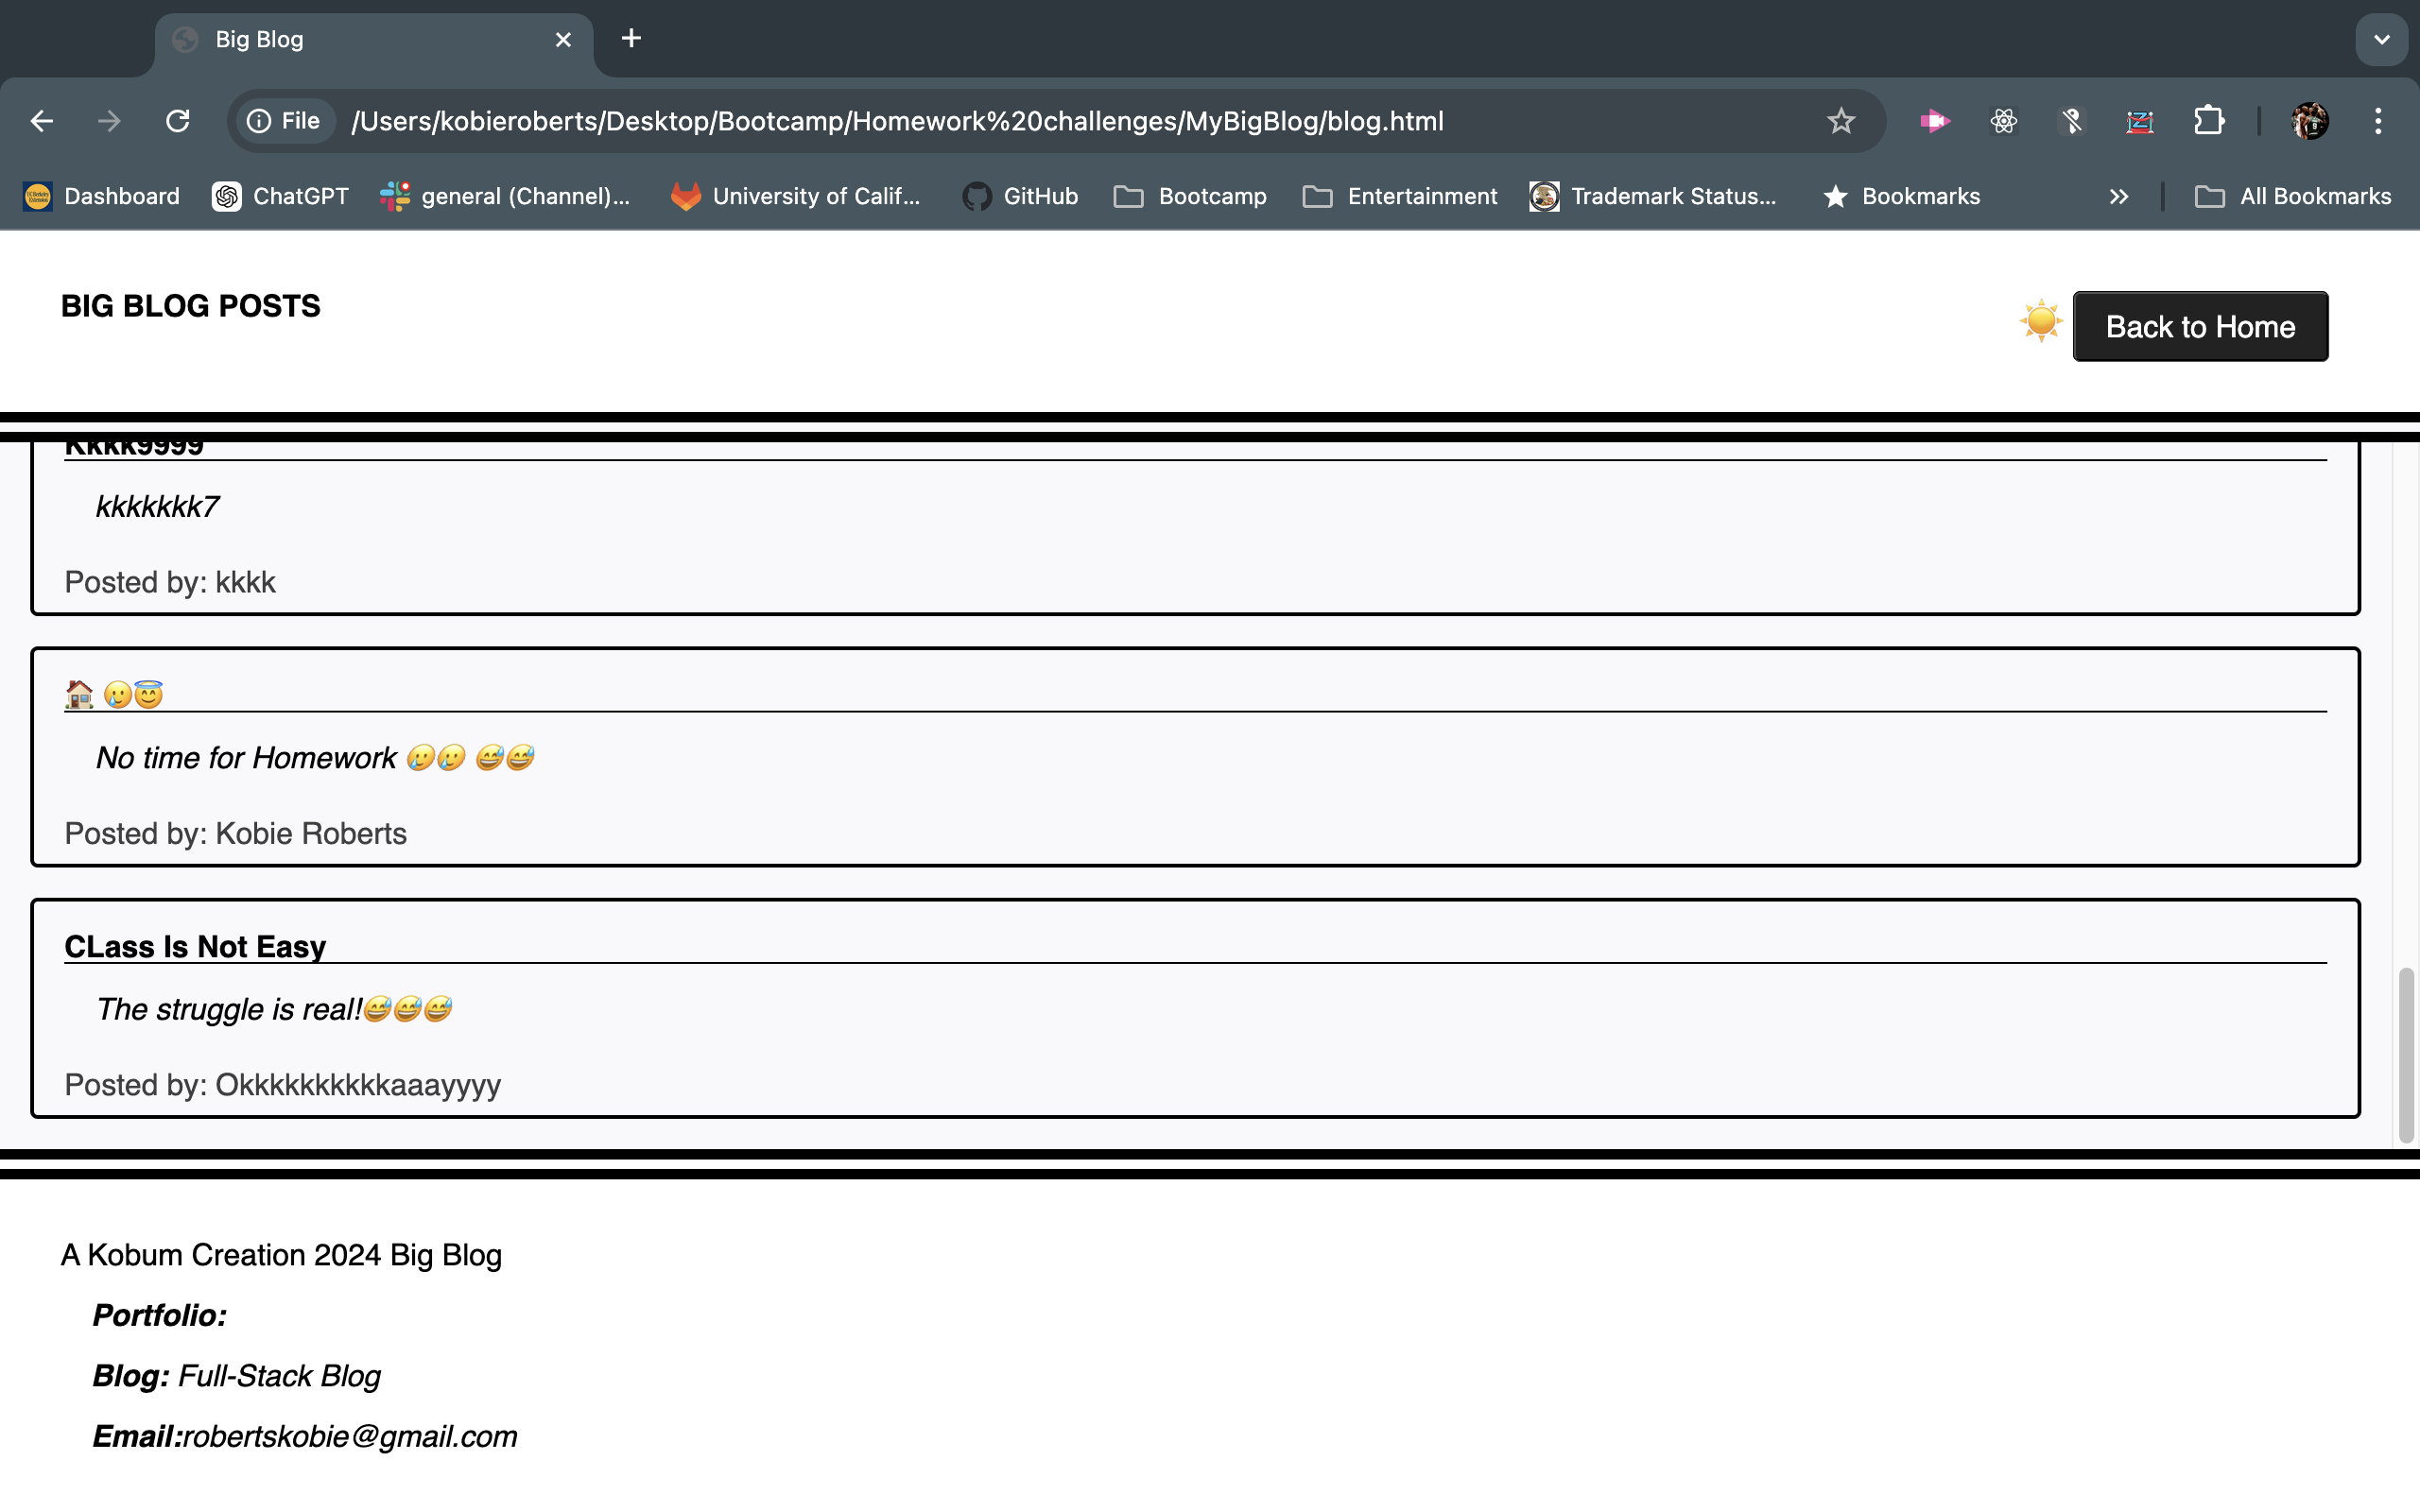 Big Blog
File /Users/kobieroberts/Desktop/Bootcamp/Homework%20challenges/MyBigBlog/blog.html
Dashboard ChatGPT general (Channel)... University of Calif... GitHub Bootcamp Entertainment Trademark Status... Bookmarks » All Bookmarks
BIG BLOG POSTS
Back to Home
Kkkk9999
kkkkkkk7
Posted by: kkkk
🏠 🥲😇
No time for Homework 🥲🥲 😅😅
Posted by: Kobie Roberts
CLass Is Not Easy
The struggle is real!😅😅😅
Posted by: Okkkkkkkkkkaaayyyy
A Kobum Creation 2024 Big Blog
Portfolio:
Blog: Full-Stack Blog
Email:robertskobie@gmail.com